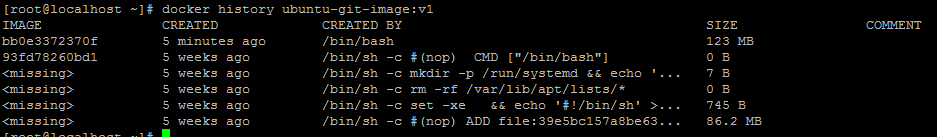 [root@localhost ~]# docker history ubuntu-git-image:v1
IMAGE CREATED CREATED BY SIZE COMMENT
bb0e3372370f 5 minutes ago /bin/bash 123 MB
93fd78260bd1 5 weeks ago /bin/sh -c #(nop)  CMD ["/bin/bash"] 0 B
<missing> 5 weeks ago /bin/sh -c mkdir -p /run/systemd && echo '... 7 B
<missing> 5 weeks ago /bin/sh -c rm -rf /var/lib/apt/lists/* 0 B
<missing> 5 weeks ago /bin/sh -c set -xe   && echo '#!/bin/sh' >... 745 B
<missing> 5 weeks ago /bin/sh -c #(nop) ADD file:39e5bc157a8be63... 86.2 MB
[root@localhost ~]#